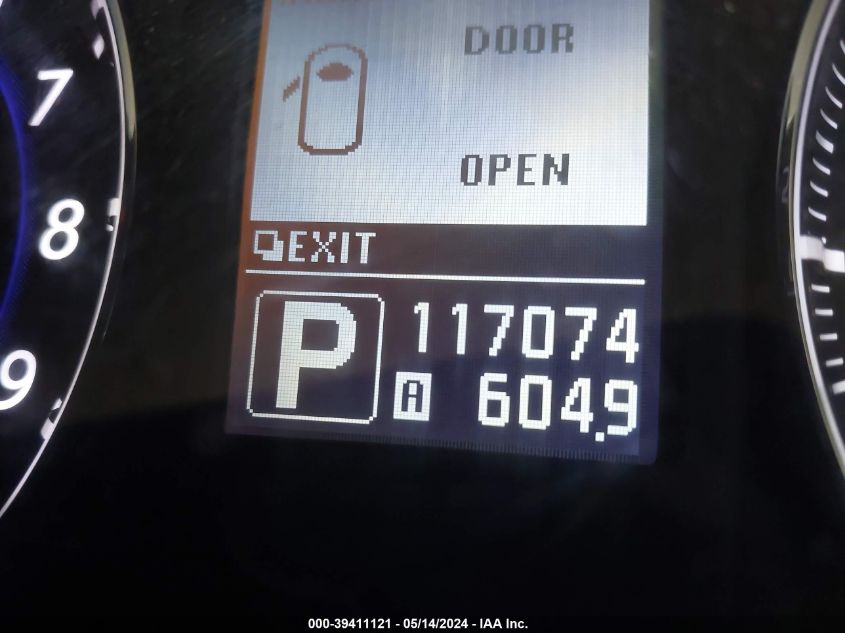 DOOR
OPEN
EXIT
P
117074
A 604.9
7
8
9
000-39411121 - 05/14/2024 - IAA Inc.